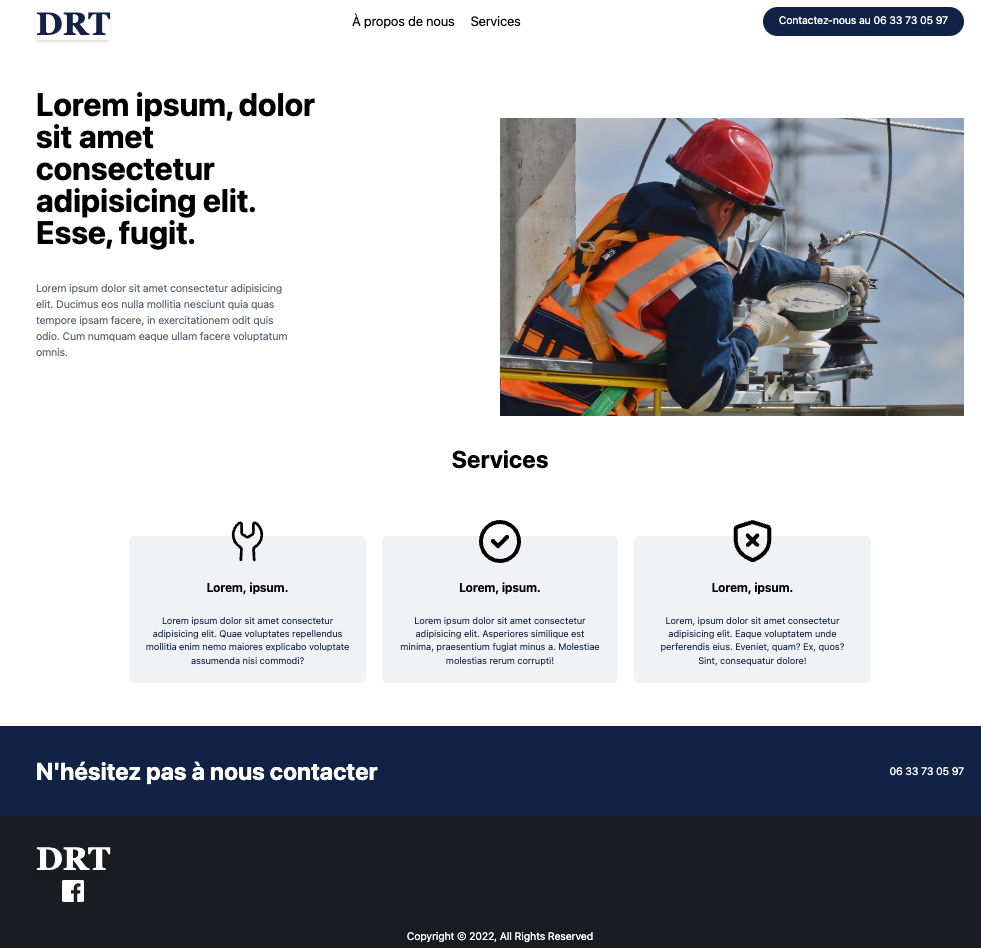 DRT
À propos de nous Services
Contactez-nous au 06 33 73 05 97
Lorem ipsum, dolor
sit amet
consectetur
adipisicing elit.
Esse, fugit.
Lorem ipsum dolor sit amet consectetur adipisicing
elit. Ducimus eos nulla mollitia nesciunt quia quas
tempore ipsam facere, in exercitationem odit quis
odio. Cum numquam eaque ullam facere voluptatum
omnis.
Services
Lorem, ipsum.
Lorem ipsum dolor sit amet consectetur
adipisicing elit. Quae voluptates repellendus
mollitia enim nemo maiores explicabo voluptate
assumenda nisi commodi?
Lorem, ipsum.
Lorem ipsum dolor sit amet consectetur
adipisicing elit. Asperiores similique est
minima, praesentium fugiat minus a. Molestiae
molestias rerum corrupti!
Lorem, ipsum.
Lorem, ipsum dolor sit amet consectetur
adipisicing elit. Eaque voluptatem unde
perferendis eius. Eveniet, quam? Ex, quos?
Sint, consequatur dolore!
N'hésitez pas à nous contacter
06 33 73 05 97
DRT
Copyright © 2022, All Rights Reserved